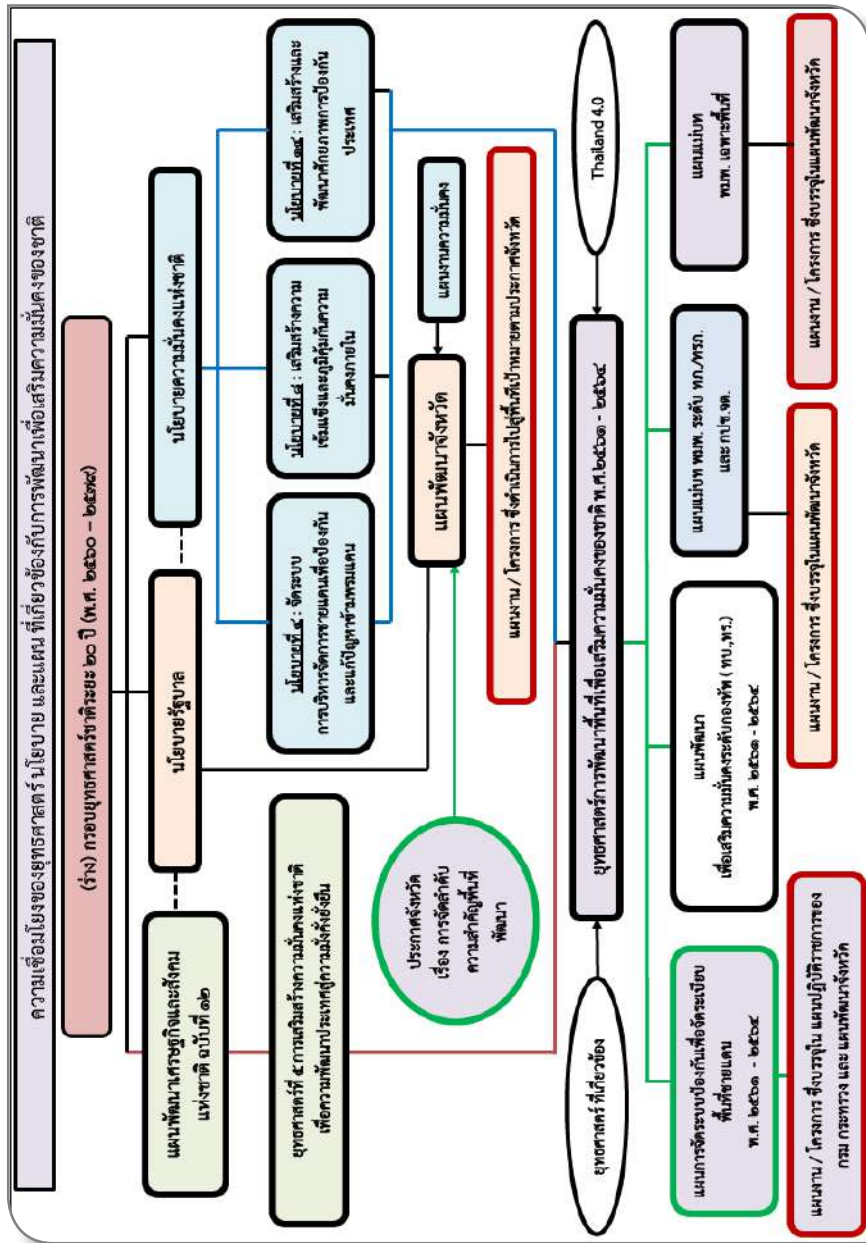 ความเชื่อมโยงของยุทธศาสตร์ นโยบาย และแผน ที่เกี่ยวข้องกับการพัฒนาเพื่อเสริมความมั่นคงของชาติ
(ร่าง) กรอบยุทธศาสตร์ชาติระยะ ๒๐ ปี (พ.ศ. ๒๕๖๐ – ๒๕๗๙)
แผนพัฒนาเศรษฐกิจและสังคม
แห่งชาติ ฉบับที่ ๑๒
นโยบายรัฐบาล
นโยบายความมั่นคงแห่งชาติ
ยุทธศาสตร์ที่ ๕ การเสริมสร้างความมั่นคงแห่งชาติ
เพื่อความพัฒนาประเทศสู่ความมั่งคั่งยั่งยืน
นโยบายที่ ๔ : จัดระบบ
การบริหารจัดการชายแดนเพื่อป้องกัน
และแก้ปัญหาข้ามพรมแดน
นโยบายที่ ๘ : เสริมสร้างความ
เข้มแข็งและภูมิคุ้มกันความ
มั่นคงภายใน
นโยบายที่ ๑๔ : เสริมสร้างและ
พัฒนาศักยภาพการป้องกัน
ประเทศ
ประกาศจังหวัด
เรื่อง การจัดลำดับ
ความสำคัญพื้นที่
พัฒนา
แผนพัฒนาจังหวัด
แผนงานความมั่นคง
แผนงาน / โครงการ ซึ่งดำเนินการไปสู่พื้นที่เป้าหมายตามประกาศจังหวัด
ยุทธศาสตร์ ที่เกี่ยวข้อง
ยุทธศาสตร์การพัฒนาพื้นที่เพื่อเสริมความมั่นคงของชาติ พ.ศ.๒๕๖๑ - ๒๕๖๔
Thailand 4.0
แผนการจัดระบบป้องกันเพื่อจัดระเบียบ
พื้นที่ชายแดน
พ.ศ. ๒๕๖๑ - ๒๕๖๔
แผนพัฒนา
เพื่อเสริมความมั่นคงระดับกองทัพ ( ทบ.,ทร.)
พ.ศ. ๒๕๖๑ - ๒๕๖๔
แผนแม่บท พมพ. ระดับ ทภ./ทรภ.
และ กปช.จต.
แผนแม่บท
พมพ. เฉพาะพื้นที่
แผนงาน / โครงการ ซึ่งบรรจุใน แผนปฏิบัติราชการของ
กรม กระทรวง และ แผนพัฒนาจังหวัด
แผนงาน / โครงการ ซึ่งบรรจุในแผนพัฒนาจังหวัด
แผนงาน / โครงการ ซึ่งบรรจุในแผนพัฒนาจังหวัด